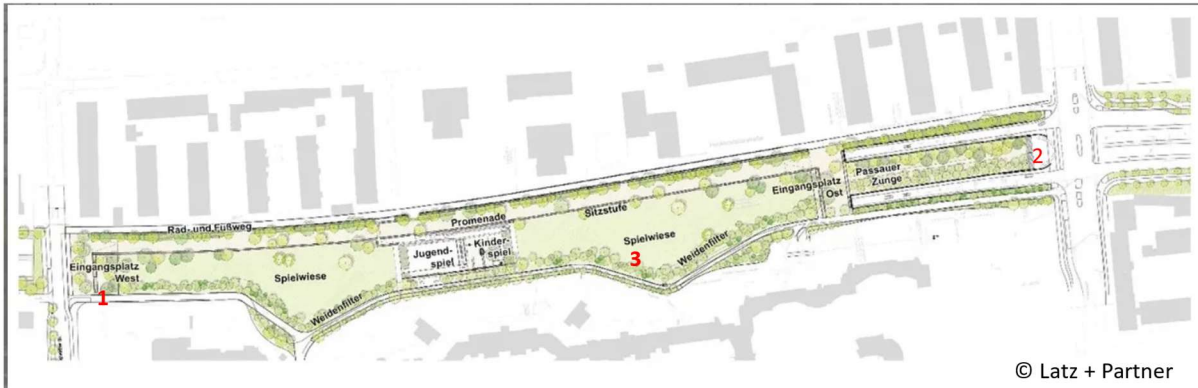 Rad- und Fußweg
Promenade
Sitzstufe
Eingangsplatz
Ost
Passauer
Zunge
2
Eingangsplatz
West
1
Spielwiese
Jugend-
spiel
Kinder-
spiel
Spielwiese
3
Weidenfilter
Weidenfilter
© Latz + Partner